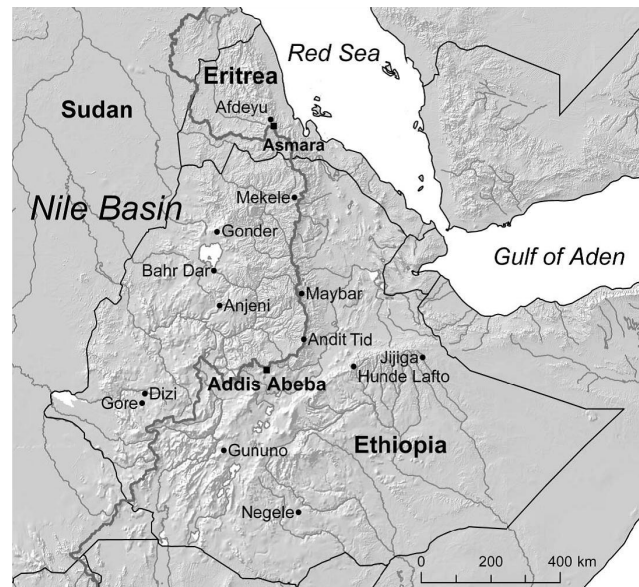 Red Sea
Eritrea
Sudan
Afdeyu
Asmara
Mekele
Nile Basin
Gonder
Gulf of Aden
Bahr Dar
Maybar
Anjeni
Andit Tid
Jijiga
Addis Abeba
Hunde Lafto
Dizi
Gore
Ethiopia
Gununo
Negele
0 200 400 km